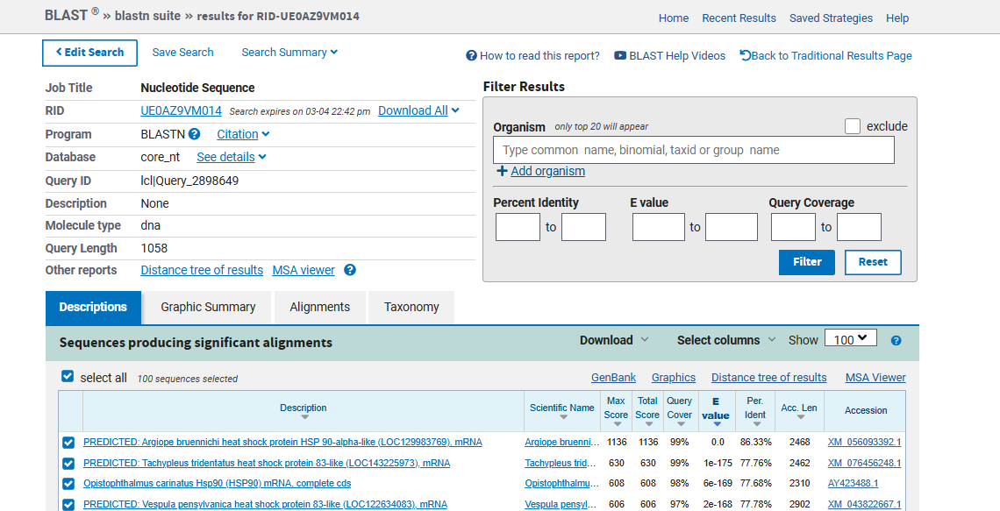 BLAST ® » blastn suite » results for RID-UE0AZ9VM014
Home Recent Results Saved Strategies Help
Edit Search Save Search Search Summary
How to read this report? BLAST Help Videos Back to Traditional Results Page
Job Title Nucleotide Sequence
RID UE0AZ9VM014 Search expires on 03-04 22:42 pm Download All
Program BLASTN ? Citation
Database core_nt See details
Query ID lcl|Query_2898649
Description None
Molecule type dna
Query Length 1058
Other reports Distance tree of results MSA viewer ?
Filter Results
Organism only top 20 will appear exclude
Type common name, binomial, taxid or group name
+ Add organism
Percent Identity E value Query Coverage
to to to
Filter Reset
Descriptions Graphic Summary Alignments Taxonomy
Sequences producing significant alignments Download Select columns Show 100 ?
select all 100 sequences selected GenBank Graphics Distance tree of results MSA Viewer
Description Scientific Name Max Score Total Score Query Cover E value Per. Ident Acc. Len Accession
PREDICTED: Argiope bruennichi heat shock protein HSP 90-alpha-like (LOC129983769), mRNA Argiope bruenni... 1136 1136 99% 0.0 86.33% 2468 XM_056093392.1
PREDICTED: Tachypleus tridentatus heat shock protein 83-like (LOC143225973), mRNA Tachypleus trid... 630 630 99% 1e-175 77.76% 2462 XM_076456248.1
Opistophthalmus carinatus Hsp90 (HSP90) mRNA, complete cds Opistophthalmu... 608 608 98% 6e-169 77.68% 2310 AY423488.1
PREDICTED: Vespula pensylvanica heat shock protein 83-like (LOC122634083), mRNA Vespula pensyl... 606 606 97% 2e-168 77.78% 2902 XM_043822667.1